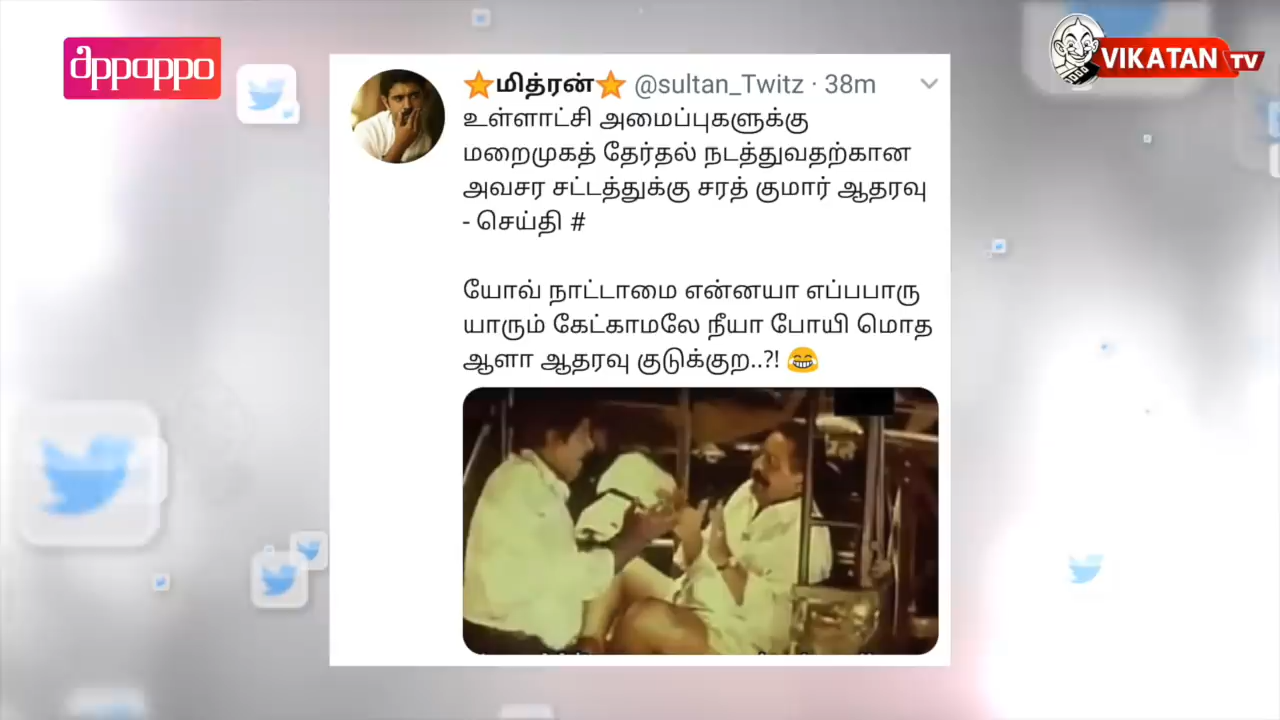 appappo
VIKATAN TV
மித்ரன் @sultan_Twitz · 38m
உள்ளாட்சி அமைப்புகளுக்கு
மறைமுகத் தேர்தல் நடத்துவதற்கான
அவசர சட்டத்துக்கு சரத் குமார் ஆதரவு
- செய்தி #
யோவ் நாட்டாமை என்னயா எப்பபாரு
யாரும் கேட்காமலே நீயா போயி மொத
ஆளா ஆதரவு குடுக்குற..?! 😂